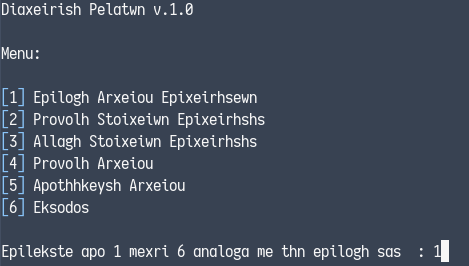 Diaxeirish Pelatwn v.1.0
Menu:
[1] Epilogh Arxeiou Epixeirhsewn
[2] Provolh Stoixeiwn Epixeirhshs
[3] Allagh Stoixeiwn Epixeirhshs
[4] Provolh Arxeiou
[5] Apothhkeysh Arxeiou
[6] Eksodos
Epilekste apo 1 mexri 6 analoga me thn epilogh sas  : 1